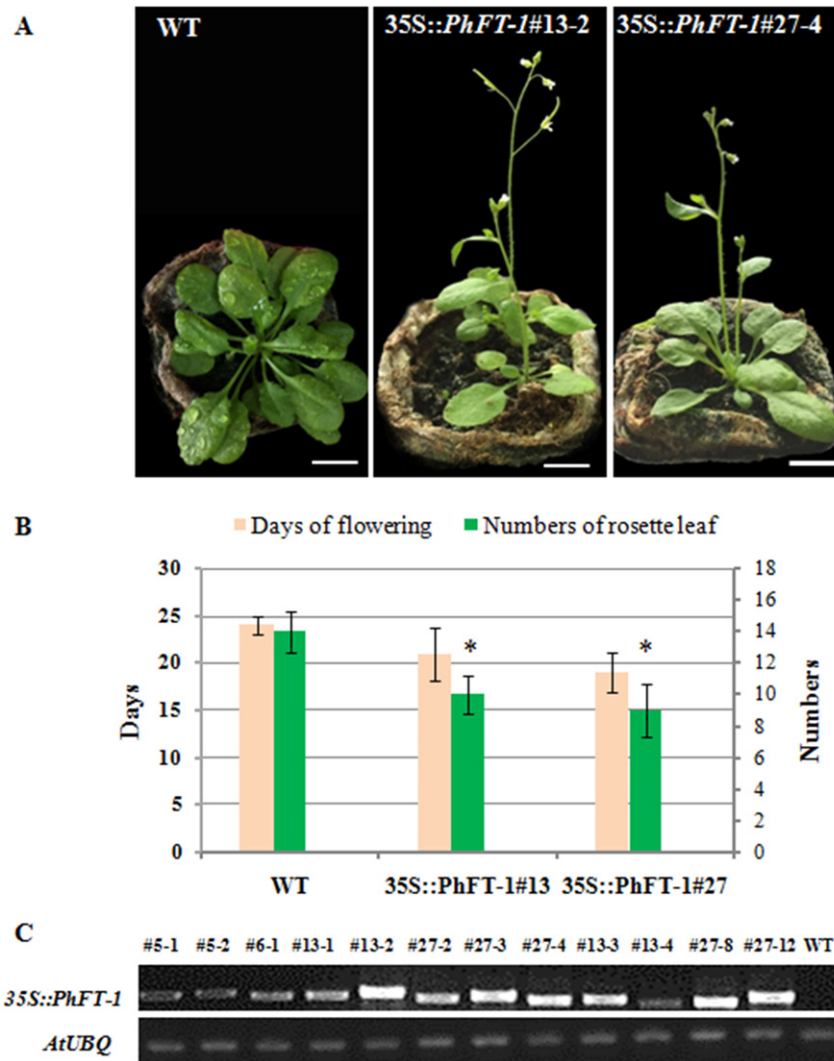 A
WT
35S::PhFT-1#13-2
35S::PhFT-1#27-4
B
Days of flowering Numbers of rosette leaf
30 18
25 16
20 14
15 12
10 10
5 8
0 6
4
2
0
Days
Numbers
* *
WT 35S::PhFT-1#13 35S::PhFT-1#27
C
#5-1 #5-2 #6-1 #13-1 #13-2 #27-2 #27-3 #27-4 #13-3 #13-4 #27-8 #27-12 WT
35S::PhFT-1
AtUBQ